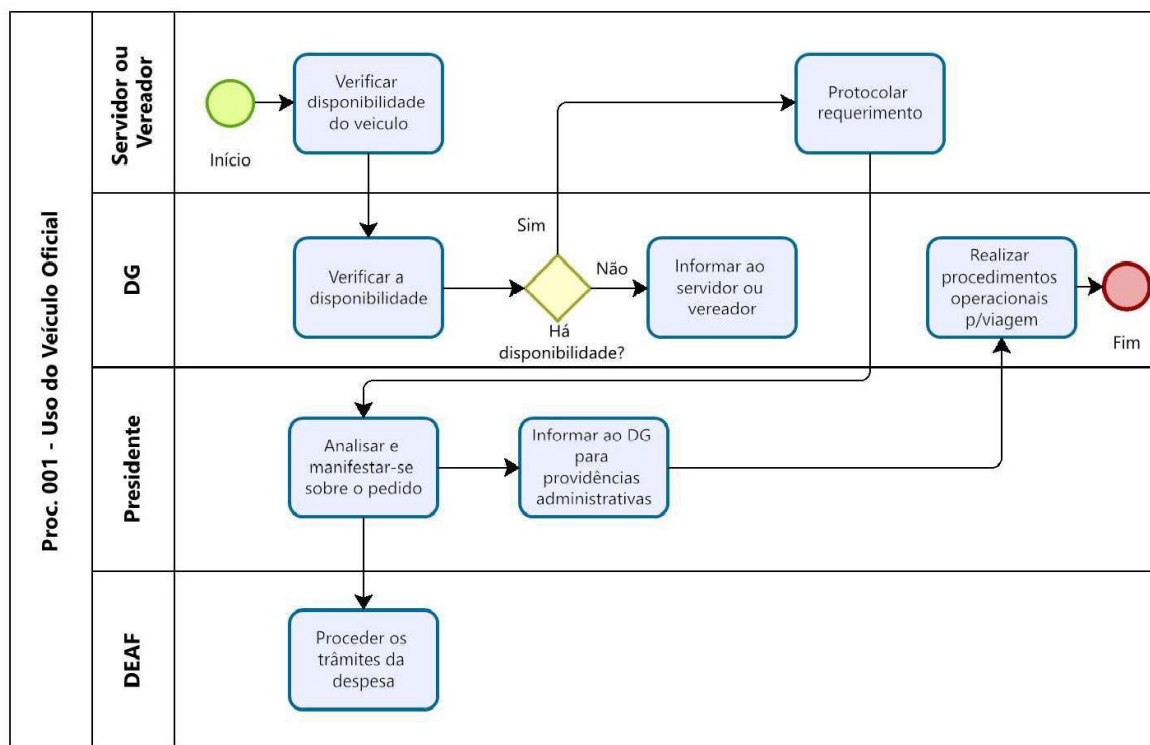 Proc. 001 - Uso do Veículo Oficial
Servidor ou
Vereador
Início
Verificar
disponibilidade
do veiculo
Protocolar
requerimento
DG
Verificar a
disponibilidade
Sim
Não
Há
disponibilidade?
Informar ao
servidor ou
vereador
Realizar
procedimentos
operacionais
p/viagem
Fim
Presidente
Analisar e
manifestar-se
sobre o pedido
Informar ao DG
para
providências
administrativas
DEAF
Proceder os
trâmites da
despesa